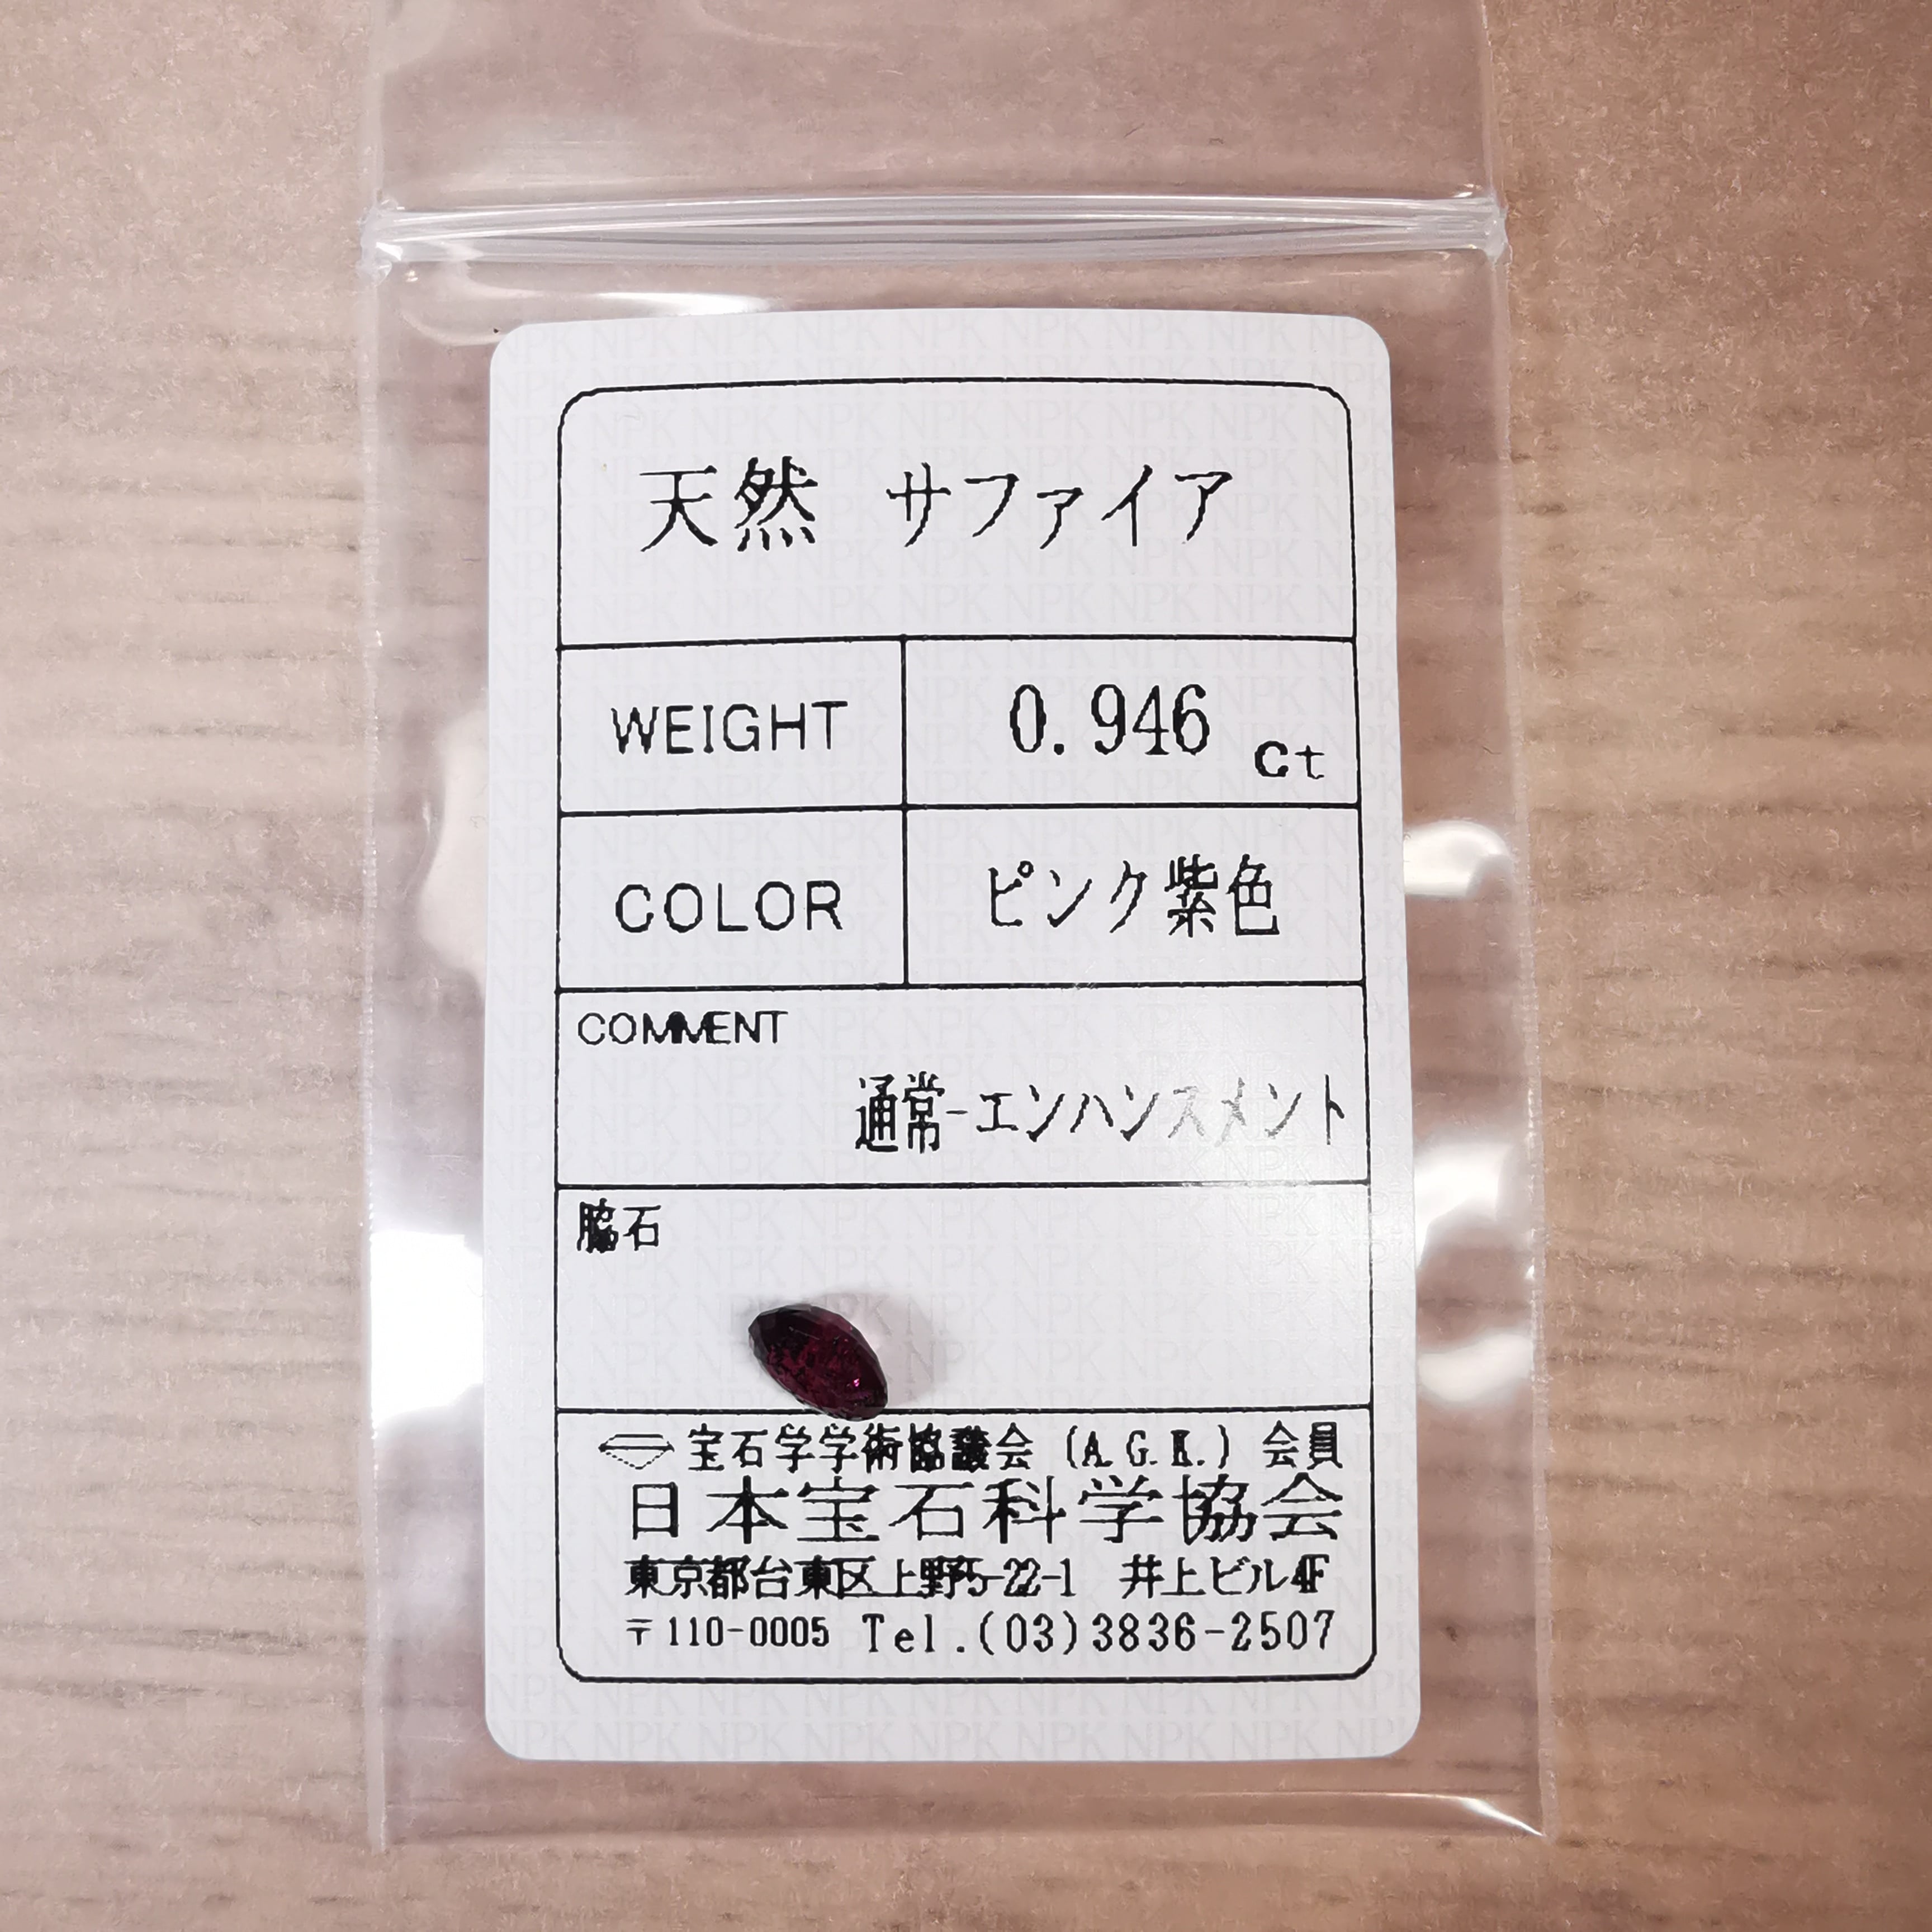 天然 サファイア
WEIGHT 0.946 ct
COLOR ピンク紫色
COMMENT
通常-エンハンスメント
脇石
宝石学学術協議会 (A.G.K.) 会員
日本宝石科学協会
東京都台東区上野5-22-1 井上ビル4F
〒110-0005 Tel.(03)3836-2507